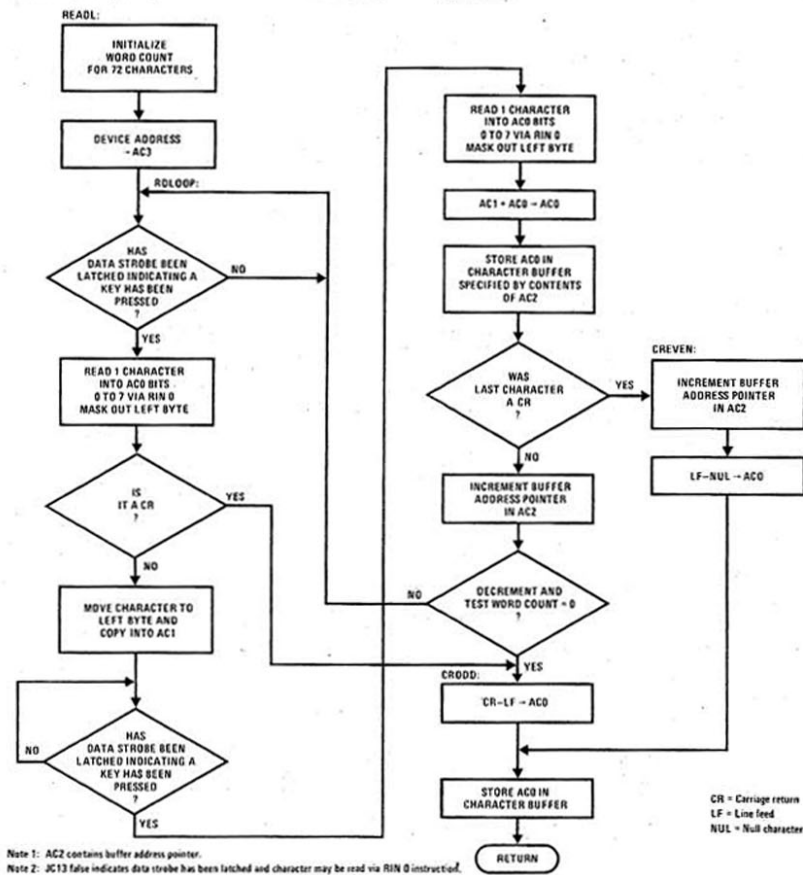 READL:
INITIALIZE
WORD COUNT
FOR 72 CHARACTERS
DEVICE ADDRESS
→ AC3
RDLOOP:
HAS
DATA STROBE BEEN
LATCHED INDICATING A
KEY HAS BEEN
PRESSED
?
NO
YES
READ 1 CHARACTER
INTO AC0 BITS
0 TO 7 VIA RIN 0
MASK OUT LEFT BYTE
IS
IT A CR
?
YES
NO
MOVE CHARACTER TO
LEFT BYTE AND
COPY INTO AC1
HAS
DATA STROBE BEEN
LATCHED INDICATING A
KEY HAS BEEN
PRESSED
?
NO
YES
READ 1 CHARACTER
INTO AC0 BITS
0 TO 7 VIA RIN 0
MASK OUT LEFT BYTE
AC1 + AC0 → AC0
STORE AC0 IN
CHARACTER BUFFER
SPECIFIED BY CONTENTS
OF AC2
WAS
LAST CHARACTER
A CR
?
YES
NO
CREVEN:
INCREMENT BUFFER
ADDRESS POINTER
IN AC2
LF-NUL → AC0
INCREMENT BUFFER
ADDRESS POINTER
IN AC2
DECREMENT AND
TEST WORD COUNT = 0
?
NO
YES
CRODD:
CR-LF → AC0
STORE AC0 IN
CHARACTER BUFFER
RETURN
CR = Carriage return
LF = Line feed
NUL = Null character
Note 1: AC2 contains buffer address pointer.
Note 2: JC13 false indicates data strobe has been latched and character may be read via RIN 0 instruction.